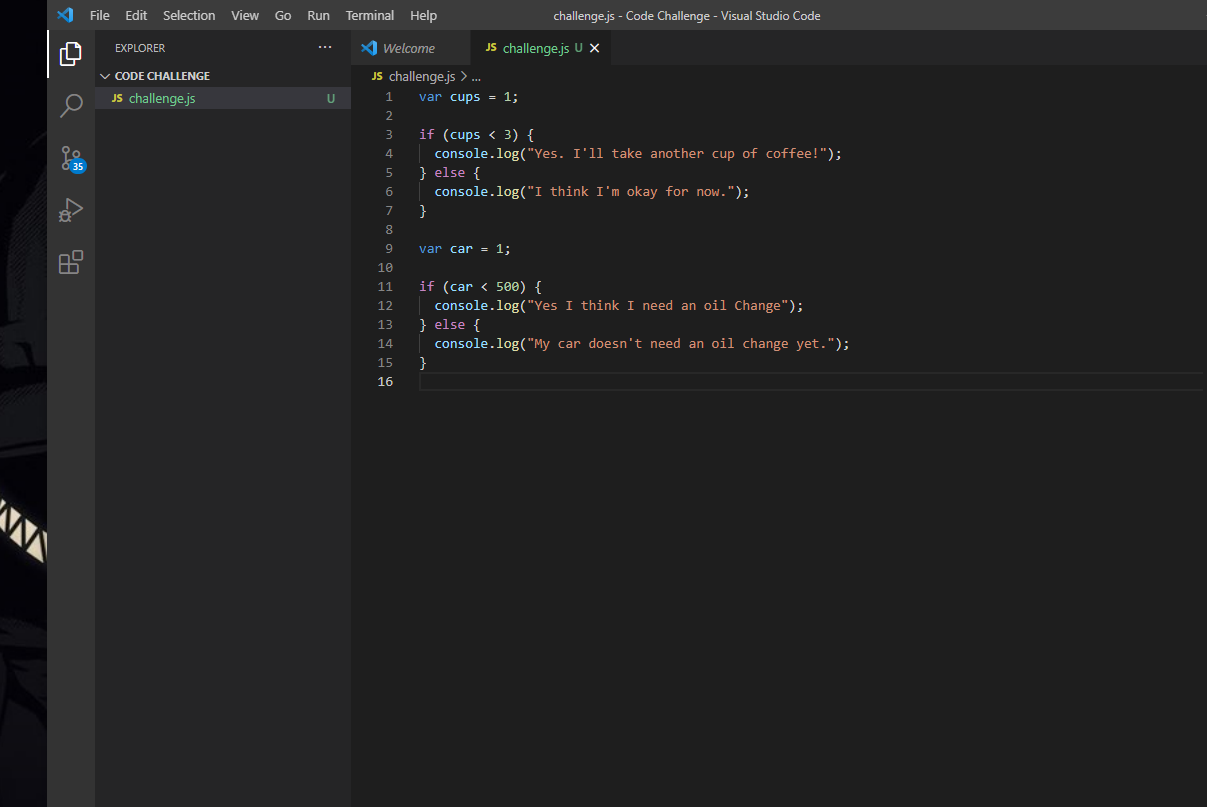 File Edit Selection View Go Run Terminal Help challenge.js - Code Challenge - Visual Studio Code
EXPLORER ...
CODE CHALLENGE
JS challenge.js U
Welcome JS challenge.js U
JS challenge.js > ...
35
1 var cups = 1;
2
3 if (cups < 3) {
4 console.log("Yes. I'll take another cup of coffee!");
5 } else {
6 console.log("I think I'm okay for now.");
7 }
8
9 var car = 1;
10
11 if (car < 500) {
12 console.log("Yes I think I need an oil Change");
13 } else {
14 console.log("My car doesn't need an oil change yet.");
15 }
16